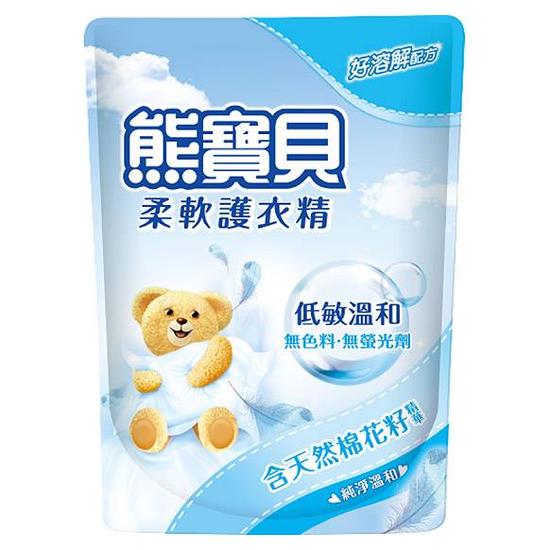 好溶解配方
熊寶貝
柔軟護衣精
低敏溫和
無色料·無螢光劑
含天然棉花籽精華
純淨溫和